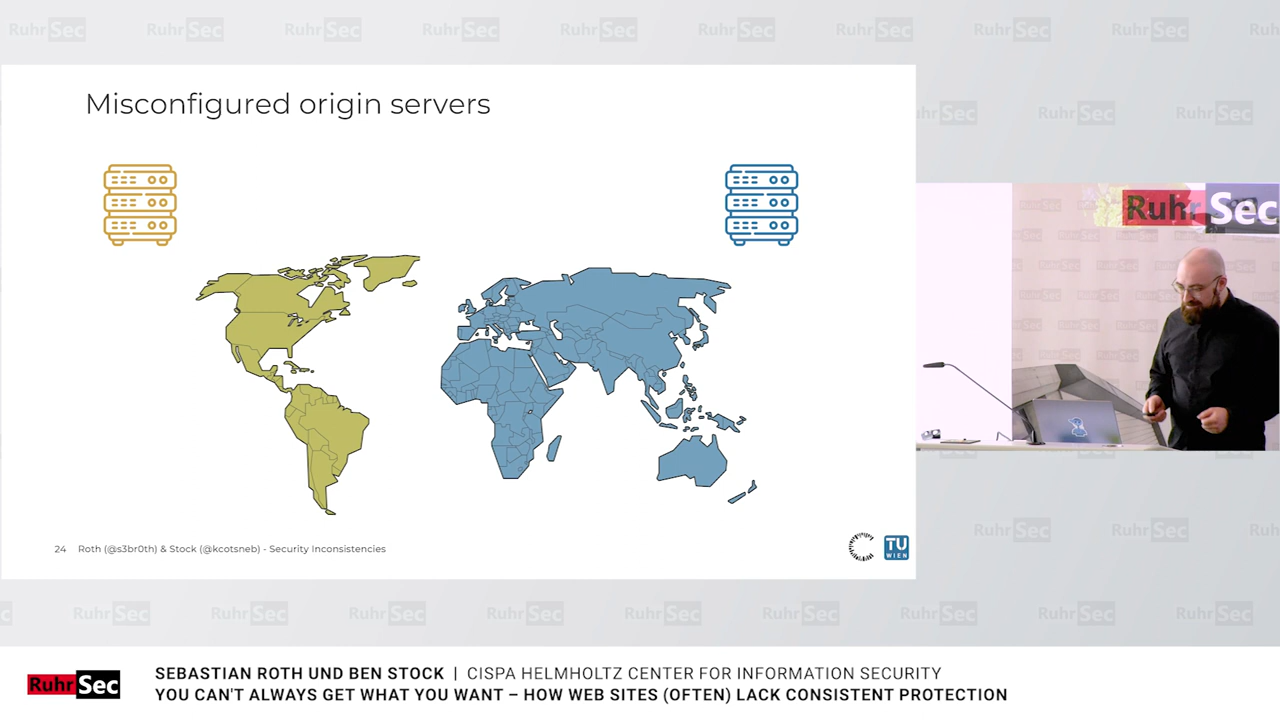 Misconfigured origin servers
24 Roth (@s3br0th) & Stock (@kcotsneb) - Security Inconsistencies
TU
WIEN
RuhrSec
RuhrSec
SEBASTIAN ROTH UND BEN STOCK | CISPA HELMHOLTZ CENTER FOR INFORMATION SECURITY
YOU CAN'T ALWAYS GET WHAT YOU WANT – HOW WEB SITES (OFTEN) LACK CONSISTENT PROTECTION